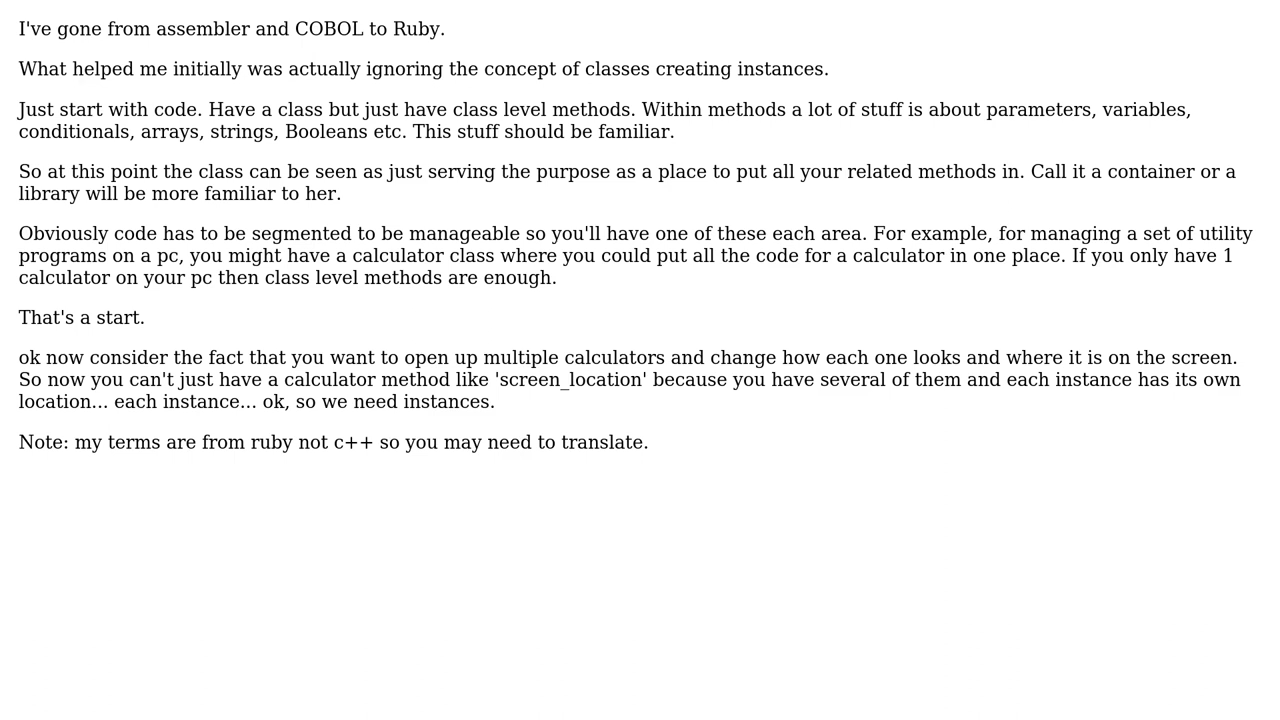 I've gone from assembler and COBOL to Ruby.
What helped me initially was actually ignoring the concept of classes creating instances.
Just start with code. Have a class but just have class level methods. Within methods a lot of stuff is about parameters, variables,
conditionals, arrays, strings, Booleans etc. This stuff should be familiar.
So at this point the class can be seen as just serving the purpose as a place to put all your related methods in. Call it a container or a
library will be more familiar to her.
Obviously code has to be segmented to be manageable so you'll have one of these each area. For example, for managing a set of utility
programs on a pc, you might have a calculator class where you could put all the code for a calculator in one place. If you only have 1
calculator on your pc then class level methods are enough.
That's a start.
ok now consider the fact that you want to open up multiple calculators and change how each one looks and where it is on the screen.
So now you can't just have a calculator method like 'screen_location' because you have several of them and each instance has its own
location... each instance... ok, so we need instances.
Note: my terms are from ruby not c++ so you may need to translate.